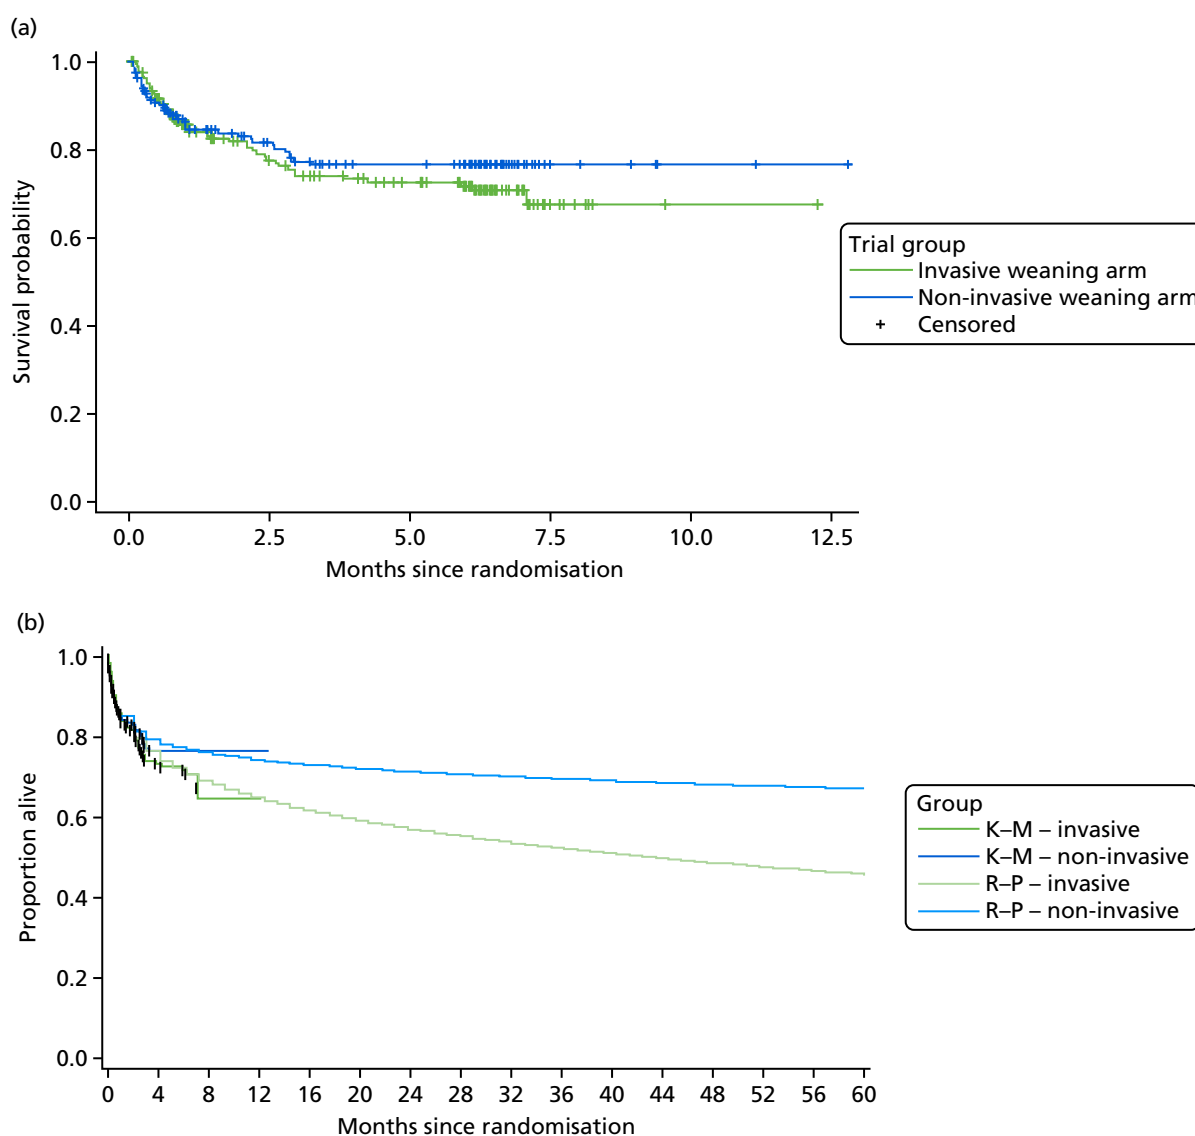 (a)
1.0
0.8
0.6
0.4
0.2
0.0
Survival probability
0.0 2.5 5.0 7.5 10.0 12.5
Months since randomisation
Trial group
Invasive weaning arm
Non-invasive weaning arm
+ Censored
(b)
1.0
0.8
0.6
0.4
0.2
0.0
Proportion alive
0 4 8 12 16 20 24 28 32 36 40 44 48 52 56 60
Months since randomisation
Group
K–M – invasive
K–M – non-invasive
R–P – invasive
R–P – non-invasive